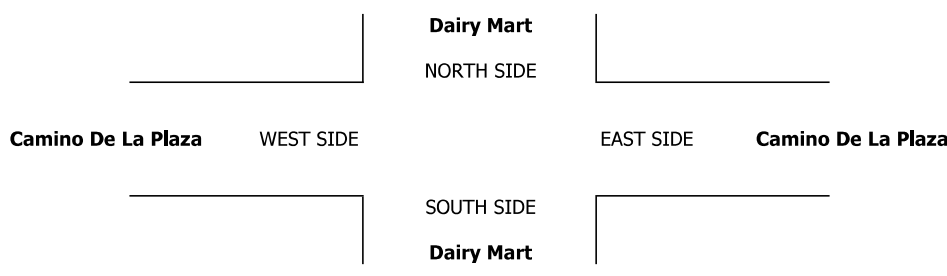 Dairy Mart
NORTH SIDE
Camino De La Plaza WEST SIDE EAST SIDE Camino De La Plaza
SOUTH SIDE
Dairy Mart